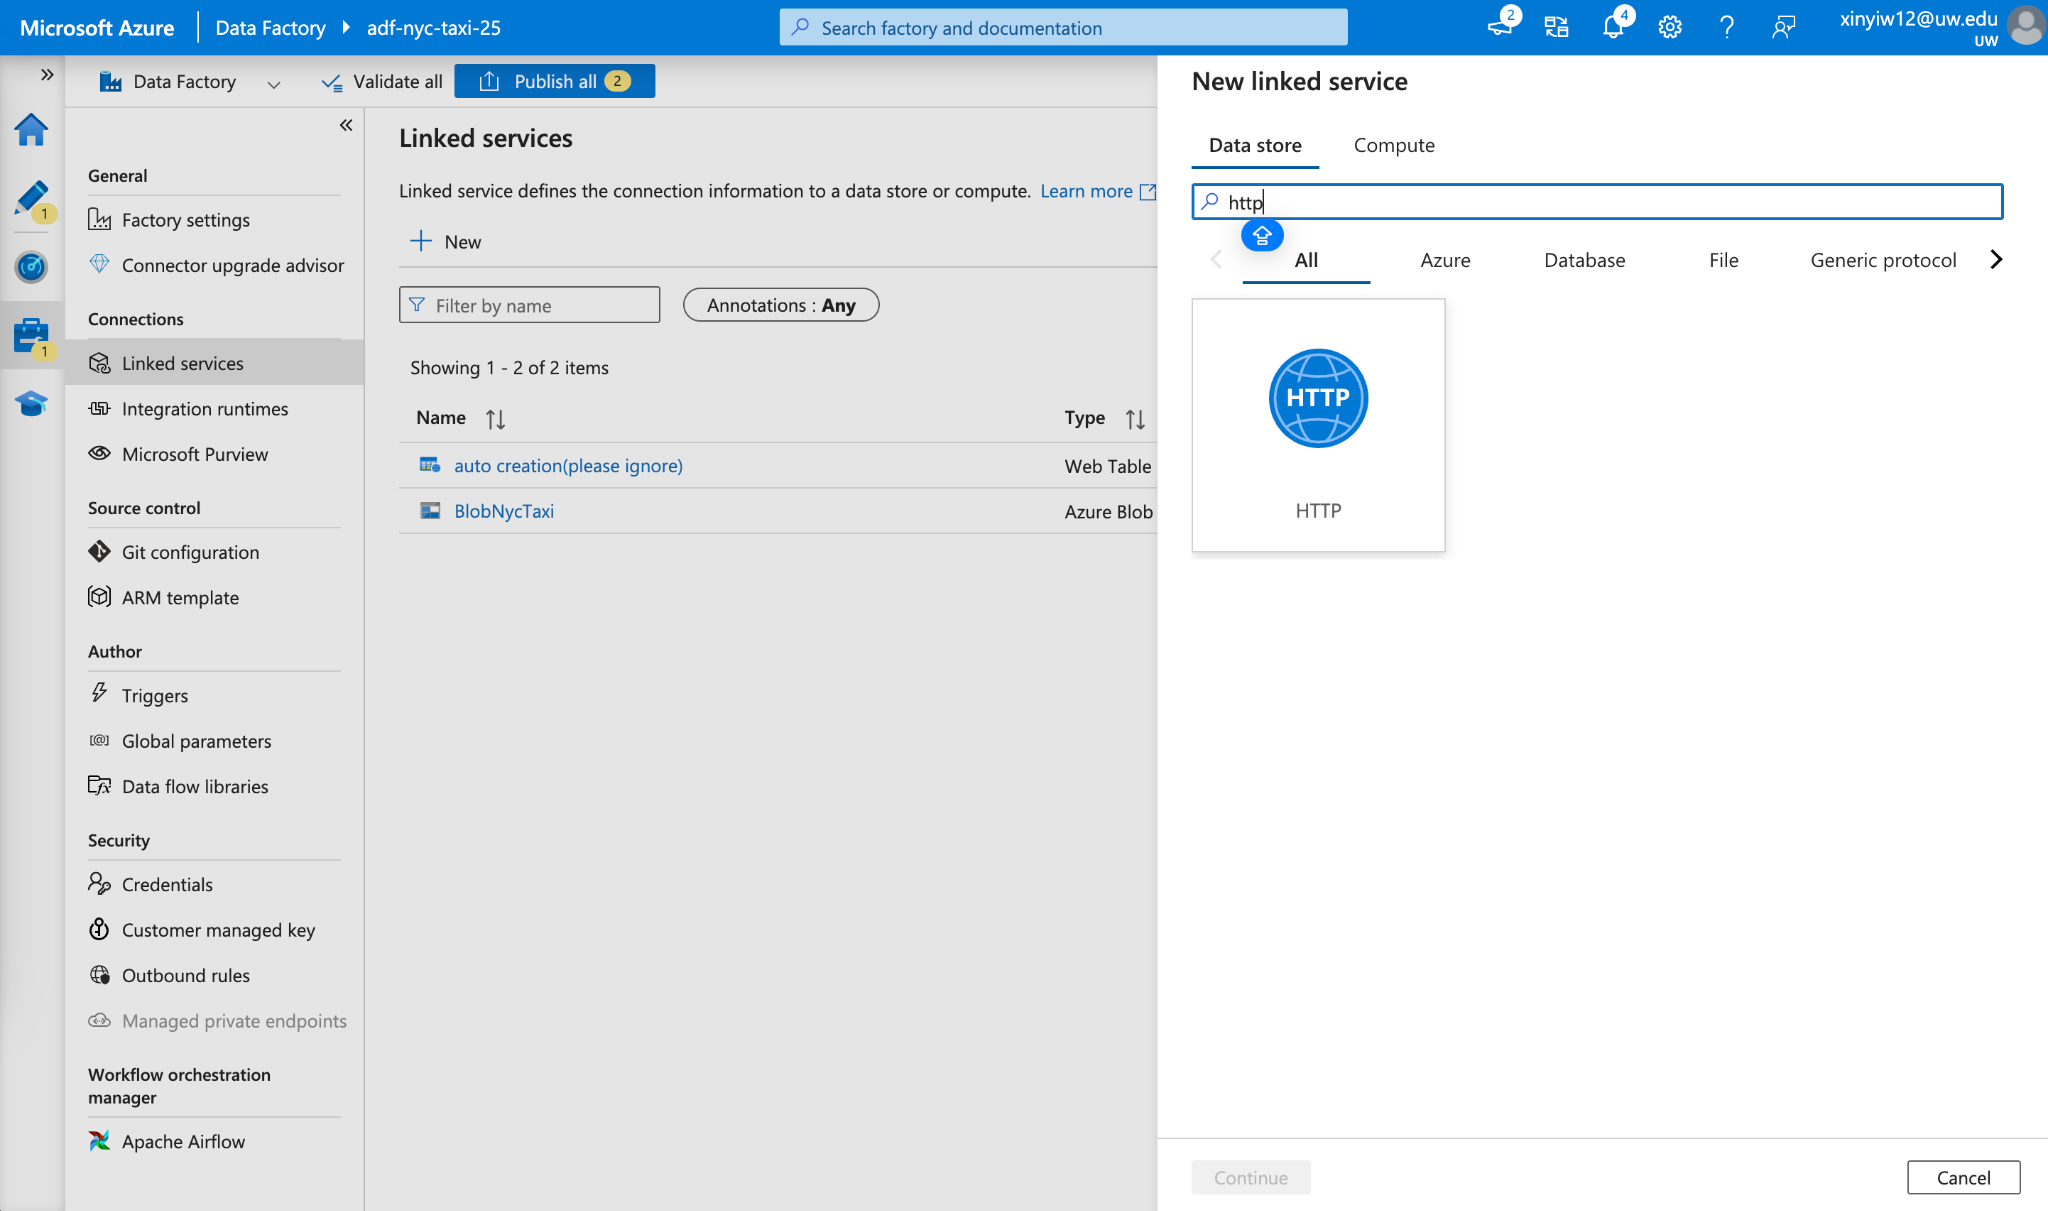 Microsoft Azure
Data Factory
adf-nyc-taxi-25
Search factory and documentation
2
4
xinyiw12@uw.edu
UW
Data Factory
Validate all
Publish all 2
1
1
General
Factory settings
Connector upgrade advisor
Connections
Linked services
Integration runtimes
Microsoft Purview
Source control
Git configuration
ARM template
Author
Triggers
Global parameters
Data flow libraries
Security
Credentials
Customer managed key
Outbound rules
Managed private endpoints
Workflow orchestration
manager
Apache Airflow
Linked services
Linked service defines the connection information to a data store or compute. Learn more
New
Filter by name
Annotations : Any
Showing 1 - 2 of 2 items
Name Type
auto creation(please ignore) Web Table
BlobNycTaxi Azure Blob
New linked service
Data store Compute
http
All Azure Database File Generic protocol
HTTP
HTTP
Continue Cancel